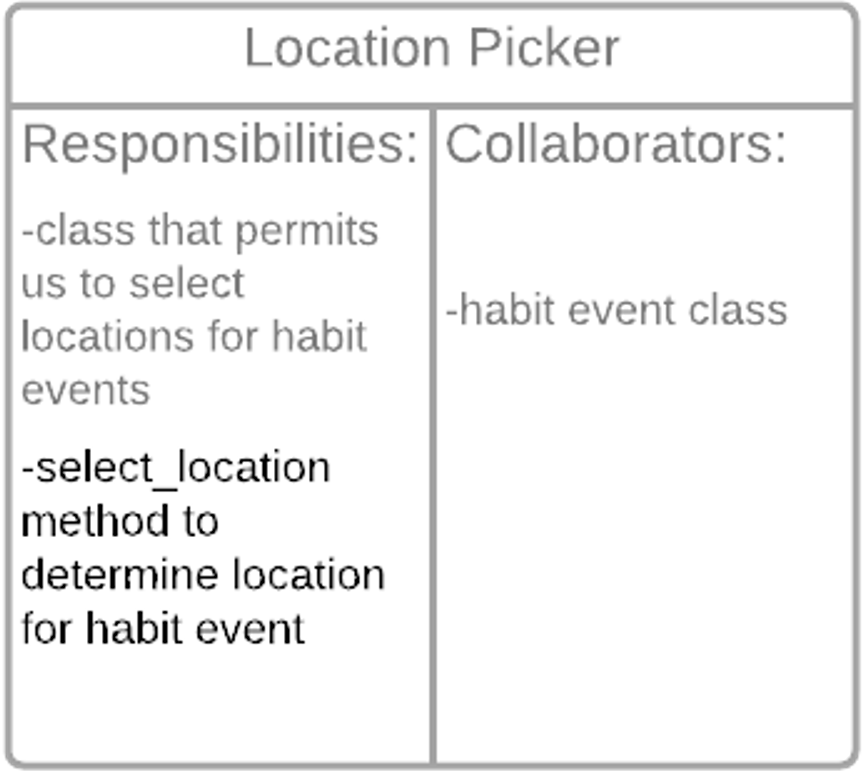 Location Picker
Responsibilities:
-class that permits
us to select
locations for habit
events
-select_location
method to
determine location
for habit event
Collaborators:
-habit event class